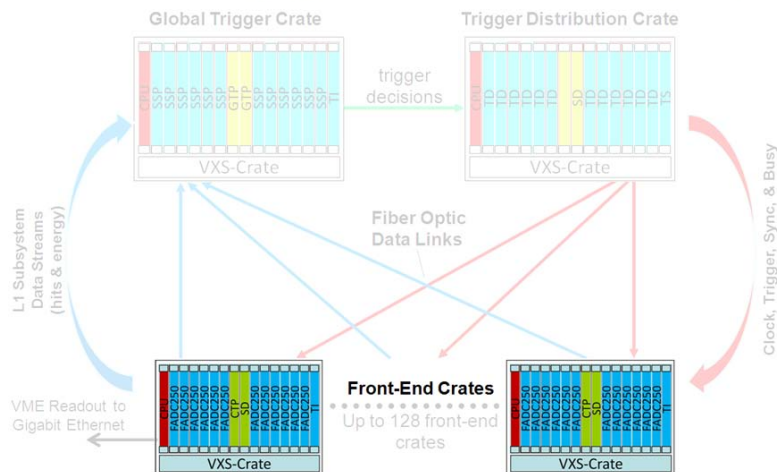 Global Trigger Crate
Trigger Distribution Crate
CPU
SSP
SSP
SSP
SSP
SSP
SSP
GTP
GTP
SSP
SSP
SSP
SSP
SSP
SSP
TI
VXS-Crate
trigger
decisions
CPU
TD
TD
TD
TD
TD
TD
SD
TD
TD
TD
TD
TD
TD
TS
VXS-Crate
L1 Subsystem
Data Streams
(hits & energy)
Fiber Optic
Data Links
Clock, Trigger, Sync, & Busy
VME Readout to
Gigabit Ethernet
CPU
FADC250
FADC250
FADC250
FADC250
FADC250
FADC250
CTP
SD
FADC250
FADC250
FADC250
FADC250
FADC250
FADC250
TI
VXS-Crate
Front-End Crates
Up to 128 front-end
crates
CPU
FADC250
FADC250
FADC250
FADC250
FADC250
FADC250
CTP
SD
FADC250
FADC250
FADC250
FADC250
FADC250
FADC250
TI
VXS-Crate